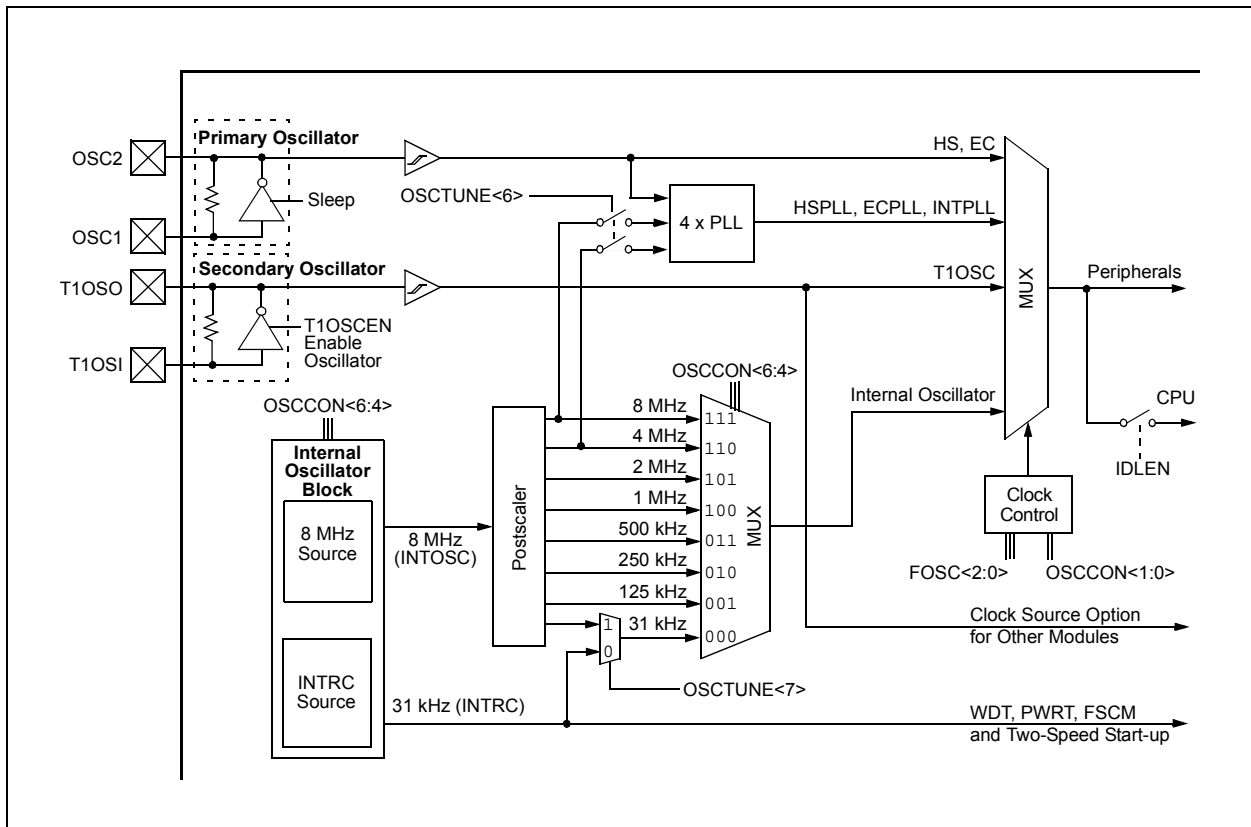 Primary Oscillator
OSC2
HS, EC
OSCTUNE<6>
Sleep
4 x PLL
HSPLL, ECPLL, INTPLL
OSC1
Secondary Oscillator
T1OSO
T1OSC
MUX
Peripherals
T1OSCEN
Enable
Oscillator
T1OSI
OSCCON<6:4>
OSCCON<6:4>
Internal Oscillator
CPU
IDLEN
Internal
Oscillator
Block
8 MHz
Source
8 MHz
(INTOSC)
Postscaler
8 MHz
111
4 MHz
110
2 MHz
101
1 MHz
100
500 kHz
011
250 kHz
010
125 kHz
001
1
0
31 kHz
000
MUX
Clock
Control
FOSC<2:0>
OSCCON<1:0>
Clock Source Option
for Other Modules
OSCTUNE<7>
INTRC
Source
31 kHz (INTRC)
WDT, PWRT, FSCM
and Two-Speed Start-up